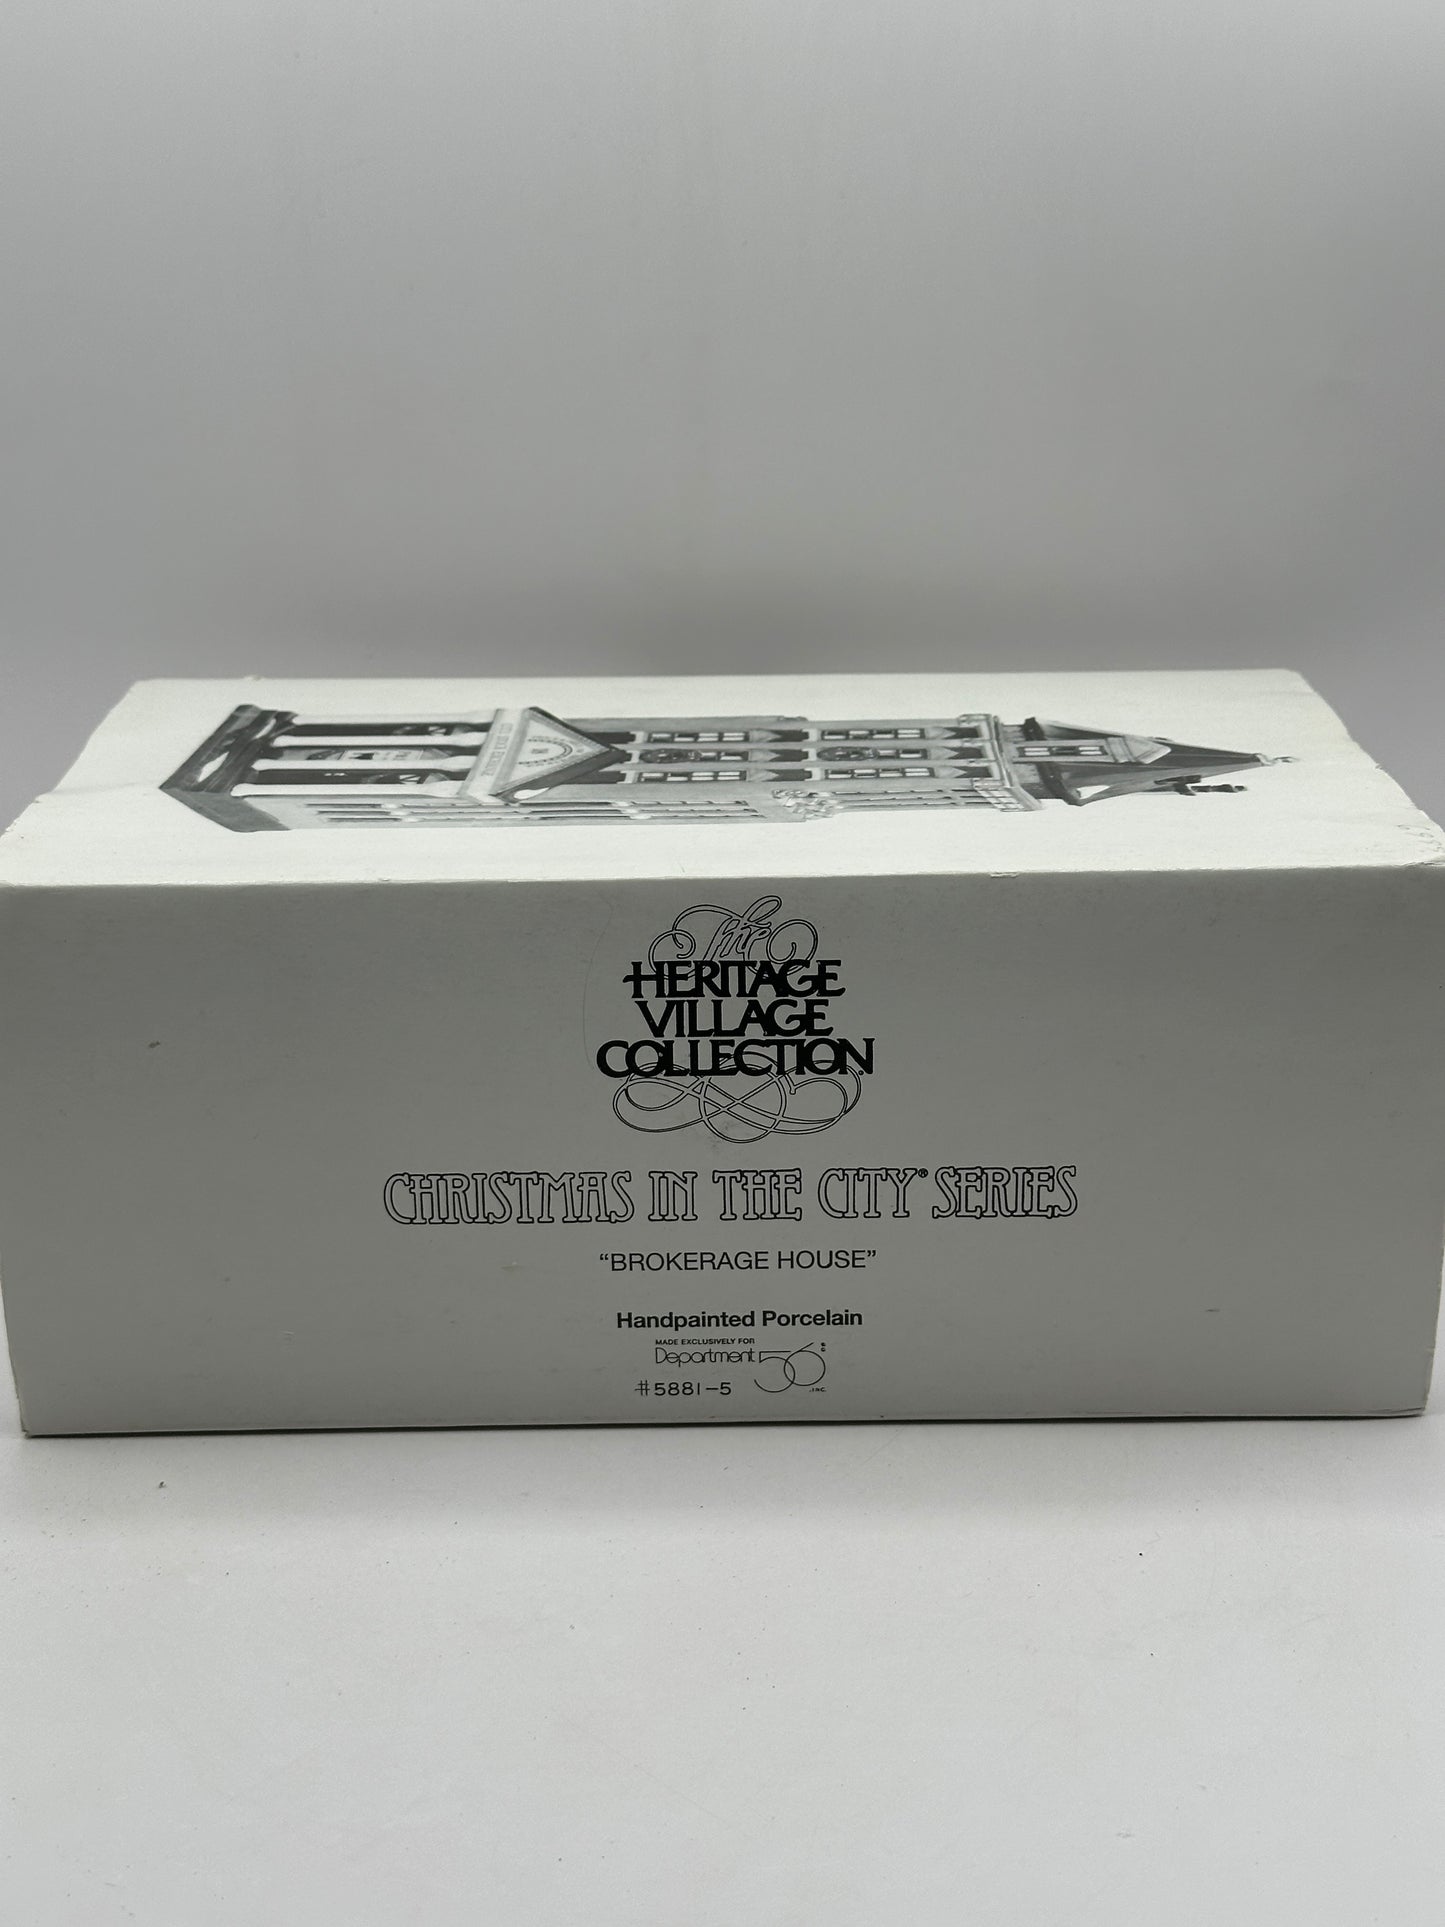 The
HERITAGE
VILLAGE
COLLECTION®
CHRISTMAS IN THE CITY® SERIES
“BROKERAGE HOUSE”
Handpainted Porcelain
MADE EXCLUSIVELY FOR
Department 56
#5881-5
, INC.